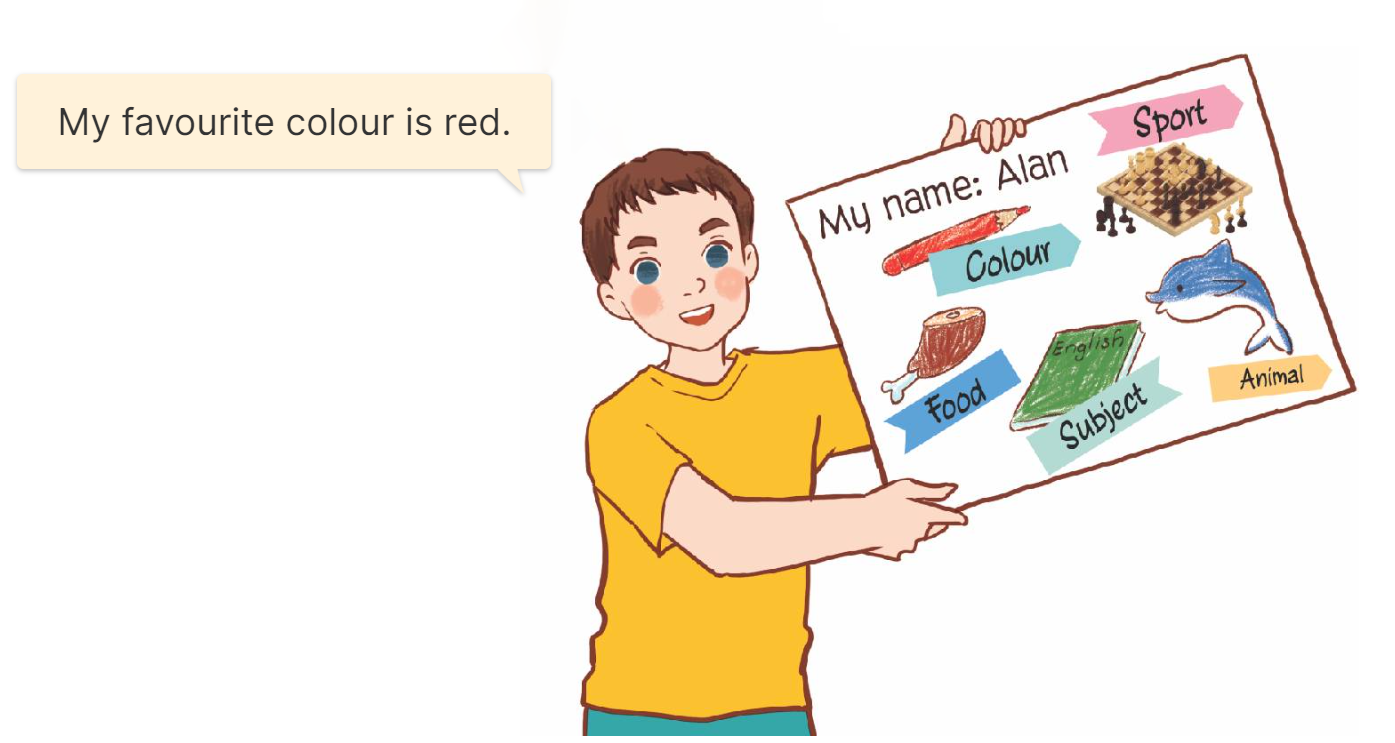 My favourite colour is red.
My name: Alan
Sport
Colour
English
Food
Subject
Animal